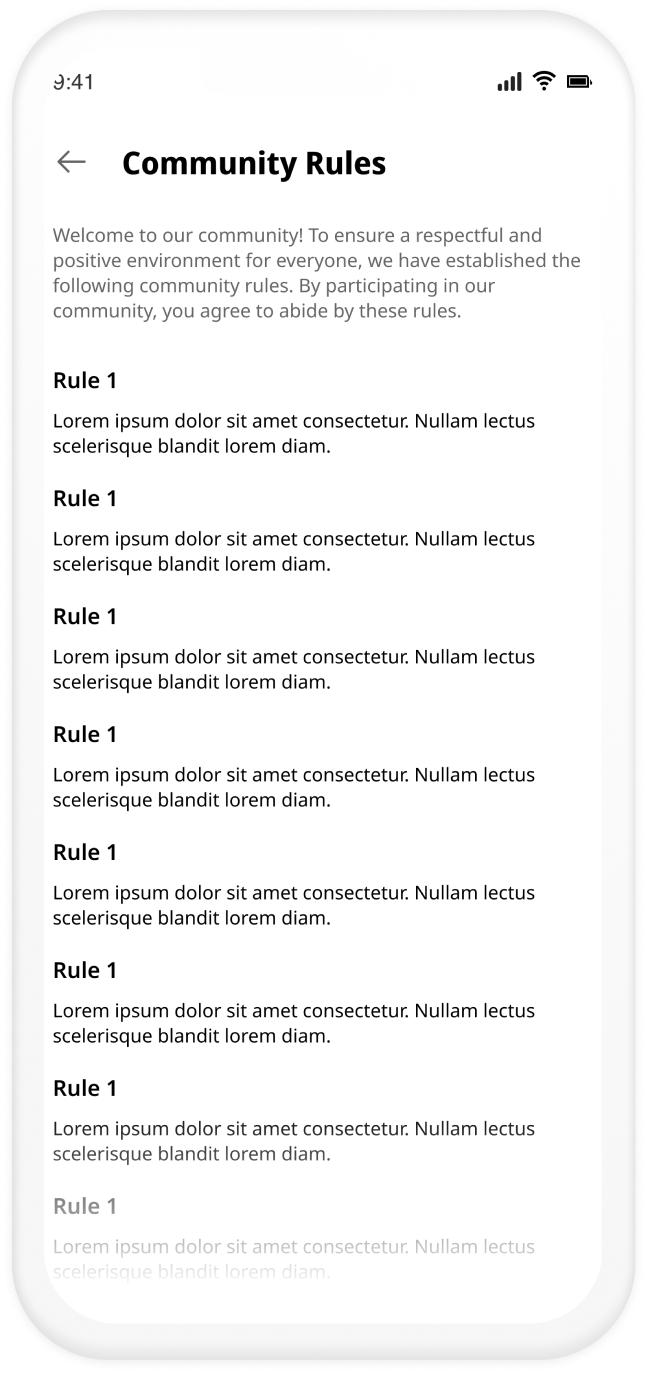 9:41
Community Rules
Welcome to our community! To ensure a respectful and
positive environment for everyone, we have established the
following community rules. By participating in our
community, you agree to abide by these rules.
Rule 1
Lorem ipsum dolor sit amet consectetur. Nullam lectus
scelerisque blandit lorem diam.
Rule 1
Lorem ipsum dolor sit amet consectetur. Nullam lectus
scelerisque blandit lorem diam.
Rule 1
Lorem ipsum dolor sit amet consectetur. Nullam lectus
scelerisque blandit lorem diam.
Rule 1
Lorem ipsum dolor sit amet consectetur. Nullam lectus
scelerisque blandit lorem diam.
Rule 1
Lorem ipsum dolor sit amet consectetur. Nullam lectus
scelerisque blandit lorem diam.
Rule 1
Lorem ipsum dolor sit amet consectetur. Nullam lectus
scelerisque blandit lorem diam.
Rule 1
Lorem ipsum dolor sit amet consectetur. Nullam lectus
scelerisque blandit lorem diam.
Rule 1
Lorem ipsum dolor sit amet consectetur. Nullam lectus
scelerisque blandit lorem diam.